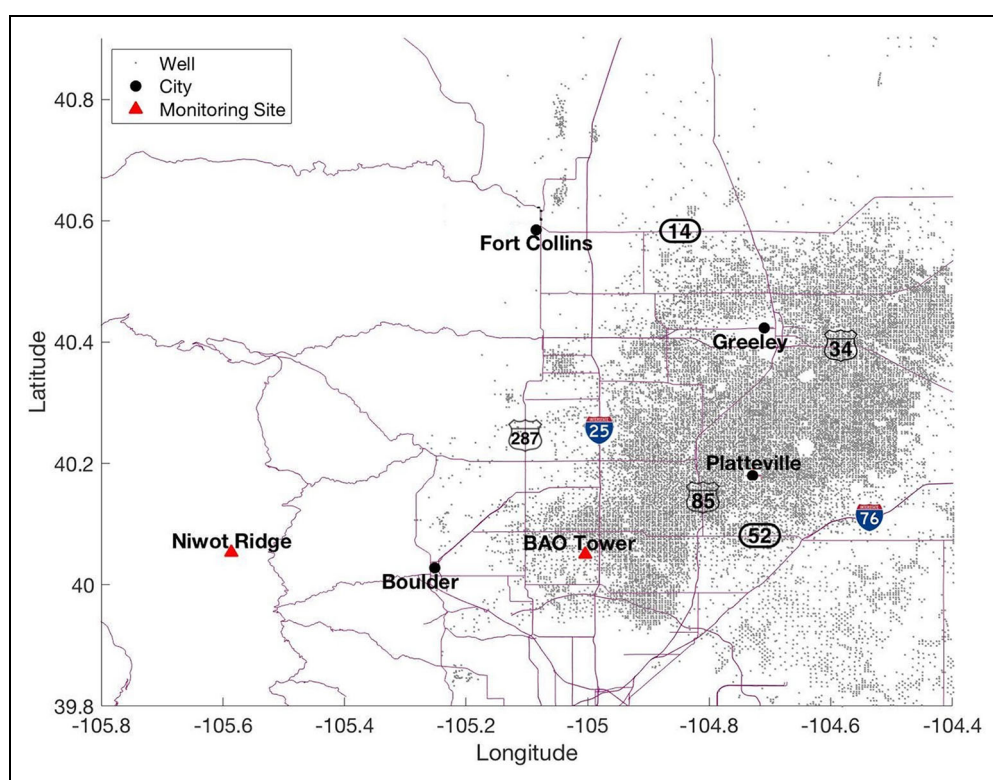 Well
City
Monitoring Site
40.8
40.6
40.4
40.2
40
39.8
Latitude
Fort Collins
14
Greeley
34
287
25
Platteville
85
76
52
Niwot Ridge
BAO Tower
Boulder
-105.8
-105.6
-105.4
-105.2
-105
-104.8
-104.6
-104.4
Longitude